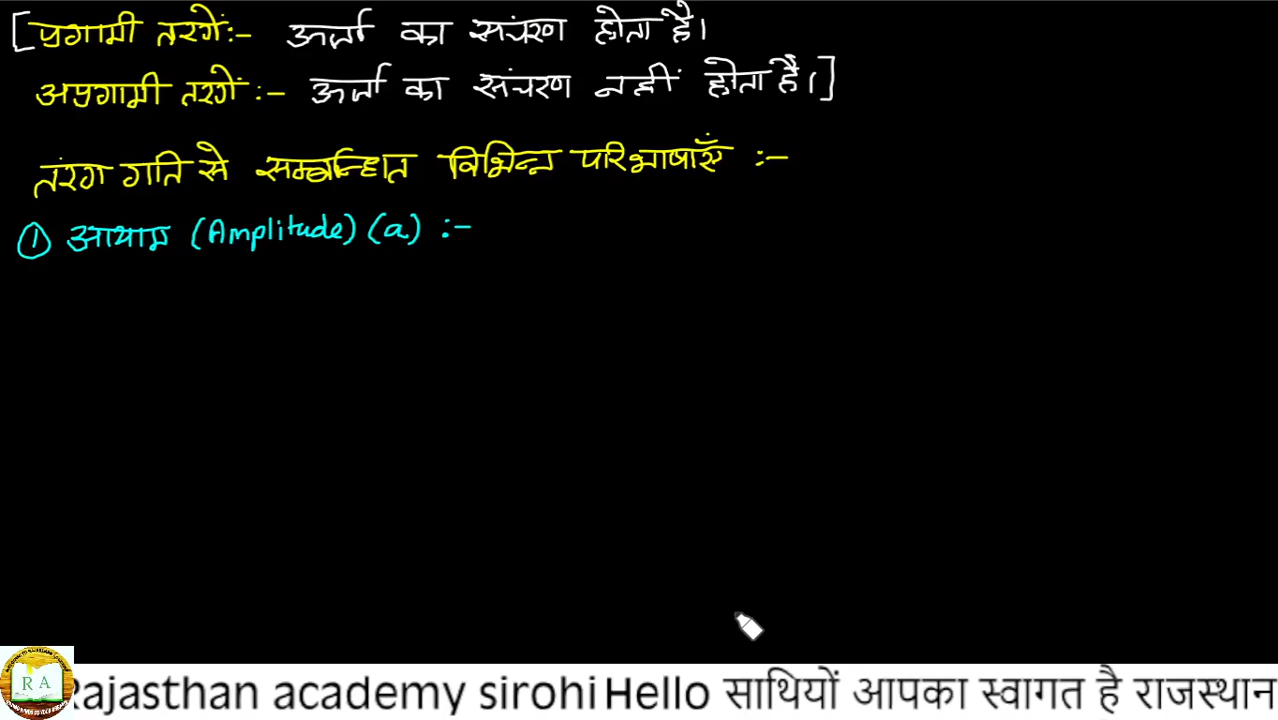 [प्रगामी तरंगें:- ऊर्जा का संचरण होता है।
अप्रगामी तरंगें :- ऊर्जा का संचरण नहीं होता है।]
तरंग गति से सम्बन्धित विभिन्न परिभाषाएँ :-
① आयाम (Amplitude) (a) :-
RA
Rajasthan academy sirohi Hello साथियों आपका स्वागत है राजस्थान